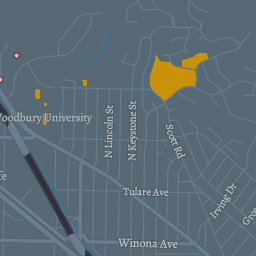 Woodbury University
N Lincoln St
N Keystone St
Scott Rd
Tulare Ave
Irving Dr
Winona Ave